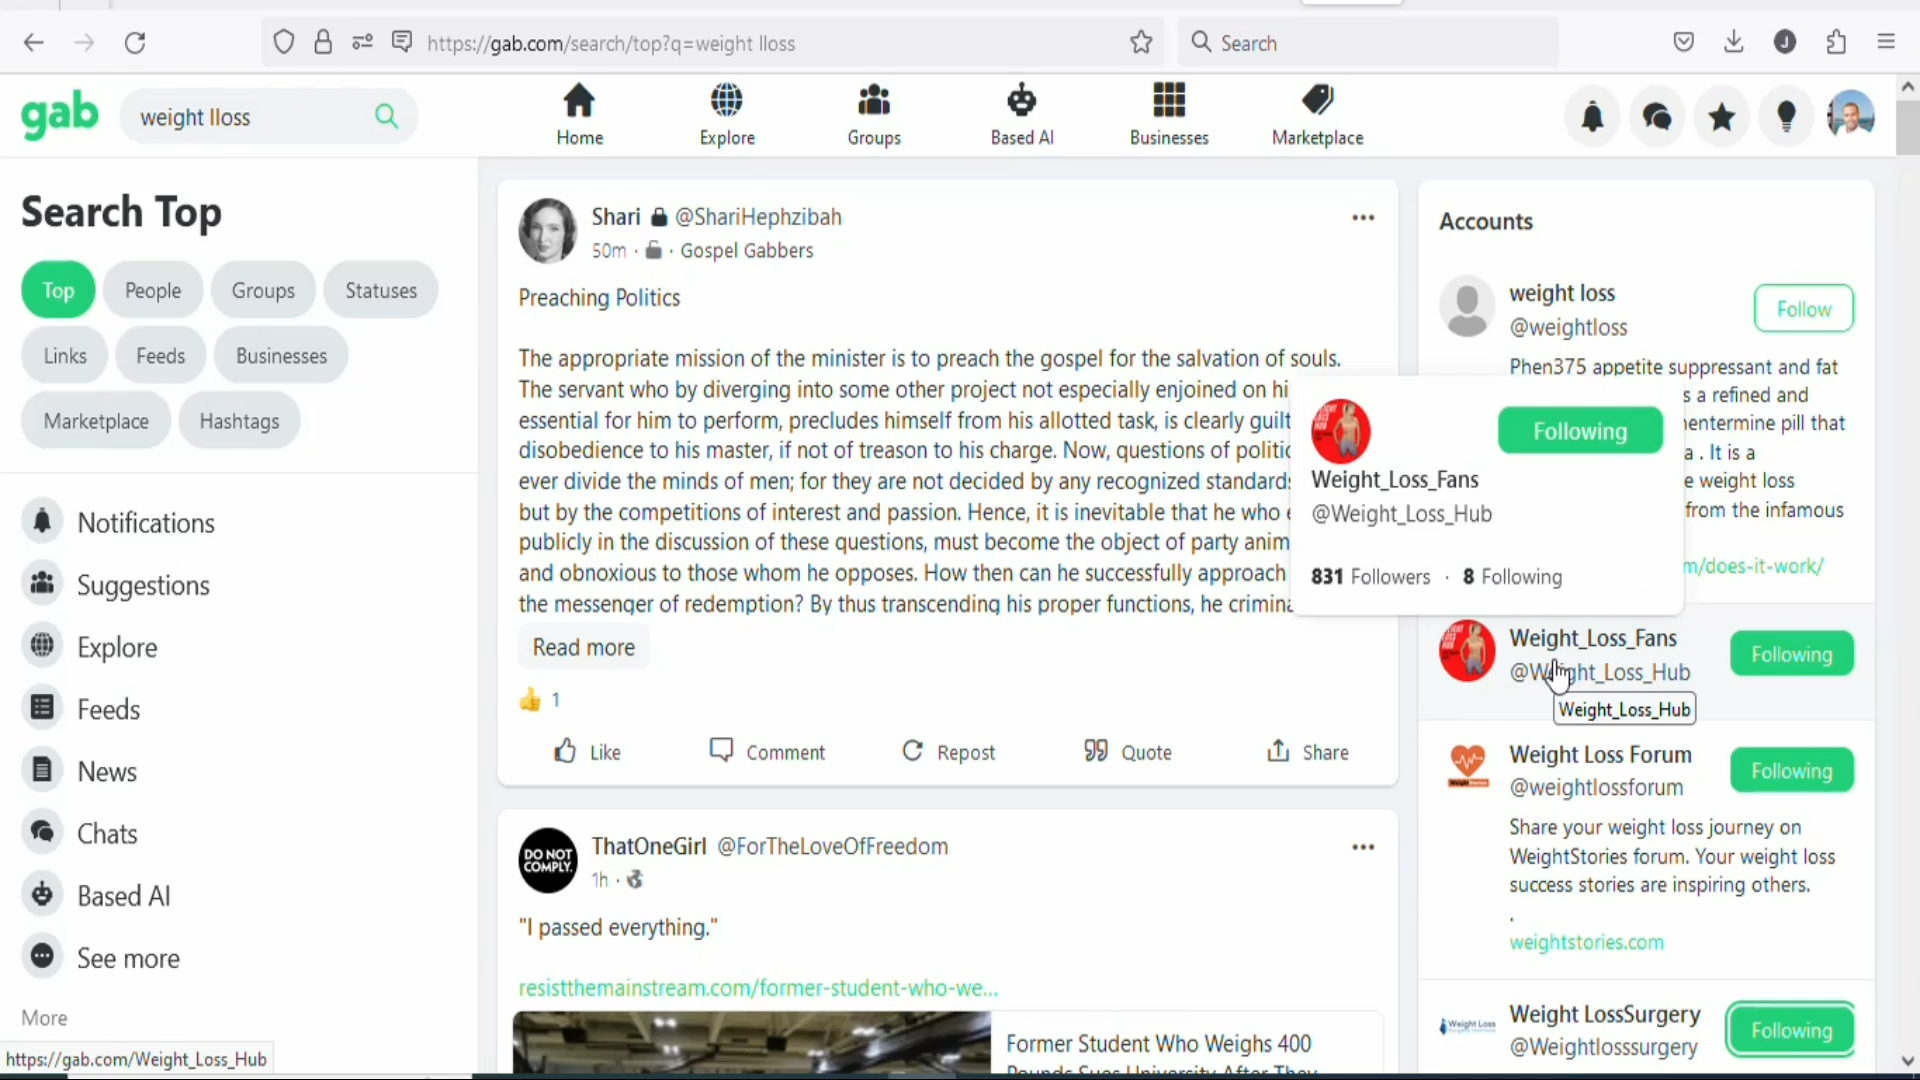 https://gab.com/search/top?q=weight lloss
Search
J
gab
weight lloss
Home
Explore
Groups
Based AI
Businesses
Marketplace
Search Top
Top
People
Groups
Statuses
Links
Feeds
Businesses
Marketplace
Hashtags
Notifications
Suggestions
Explore
Feeds
News
Chats
Based AI
See more
More
https://gab.com/Weight_Loss_Hub
Shari @ShariHephzibah
50m · · Gospel Gabbers
Preaching Politics
The appropriate mission of the minister is to preach the gospel for the salvation of souls.
The servant who by diverging into some other project not especially enjoined on hi
essential for him to perform, precludes himself from his allotted task, is clearly guilt
disobedience to his master, if not of treason to his charge. Now, questions of politic
ever divide the minds of men; for they are not decided by any recognized standards
but by the competitions of interest and passion. Hence, it is inevitable that he who
publicly in the discussion of these questions, must become the object of party anim
and obnoxious to those whom he opposes. How then can he successfully approach
the messenger of redemption? By thus transcending his proper functions, he crimina
Read more
1
Like
Comment
Repost
Quote
Share
DO NOT
COMPLY.
ThatOneGirl @ForTheLoveOfFreedom
1h ·
"I passed everything."
resistthemainstream.com/former-student-who-we...
Former Student Who Weighs 400
Pounds Sues University After They
Accounts
weight loss
@weightloss
Follow
Phen375 appetite suppressant and fat
s a refined and
entermine pill that
a . It is a
e weight loss
from the infamous
m/does-it-work/
Following
Weight_Loss_Fans
@Weight_Loss_Hub
831 Followers · 8 Following
Weight_Loss_Fans
@Weight_Loss_Hub
Following
Weight_Loss_Hub
Weight Loss Forum
@weightlossforum
Following
Share your weight loss journey on
WeightStories forum. Your weight loss
success stories are inspiring others.
.
weightstories.com
Weight Loss
Weight LossSurgery
@Weightlosssurgery
Following